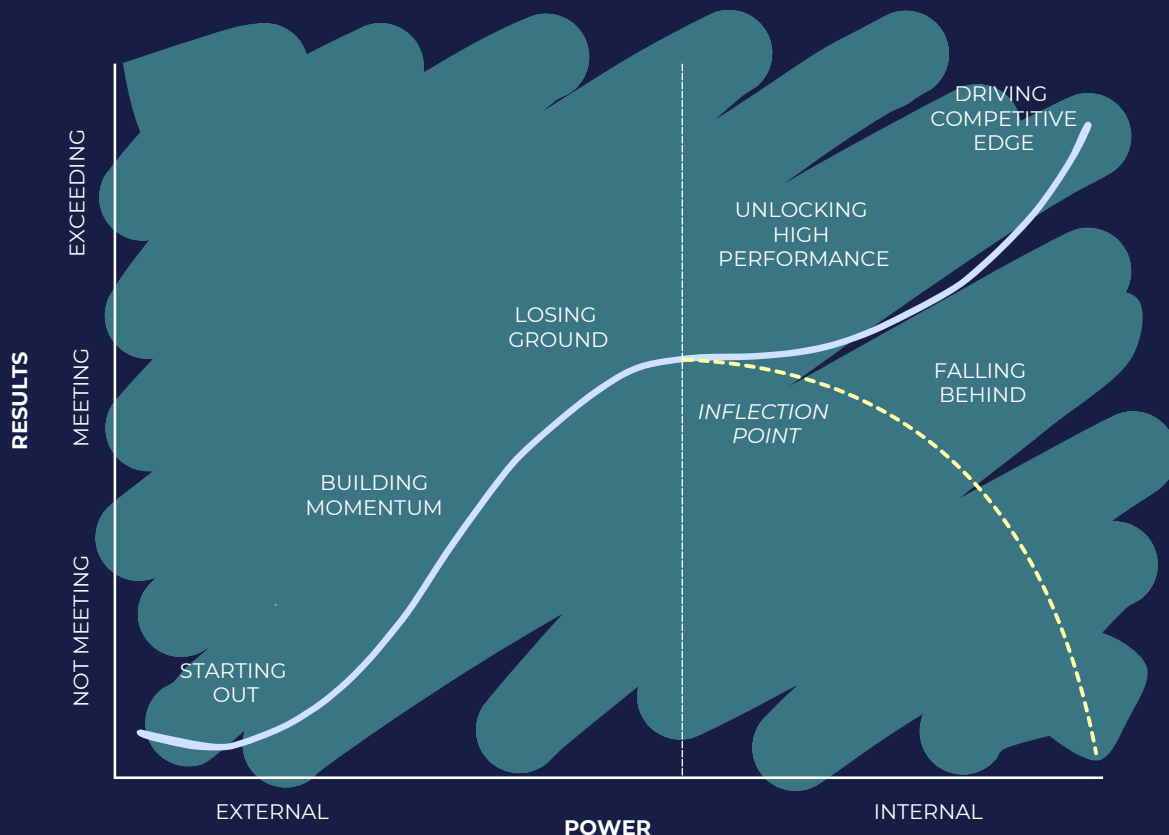 DRIVING
COMPETITIVE
EDGE
EXCEEDING
UNLOCKING
HIGH
PERFORMANCE
LOSING
GROUND
RESULTS
MEETING
FALLING
BEHIND
INFLECTION
POINT
BUILDING
MOMENTUM
NOT MEETING
STARTING
OUT
EXTERNAL
POWER
INTERNAL